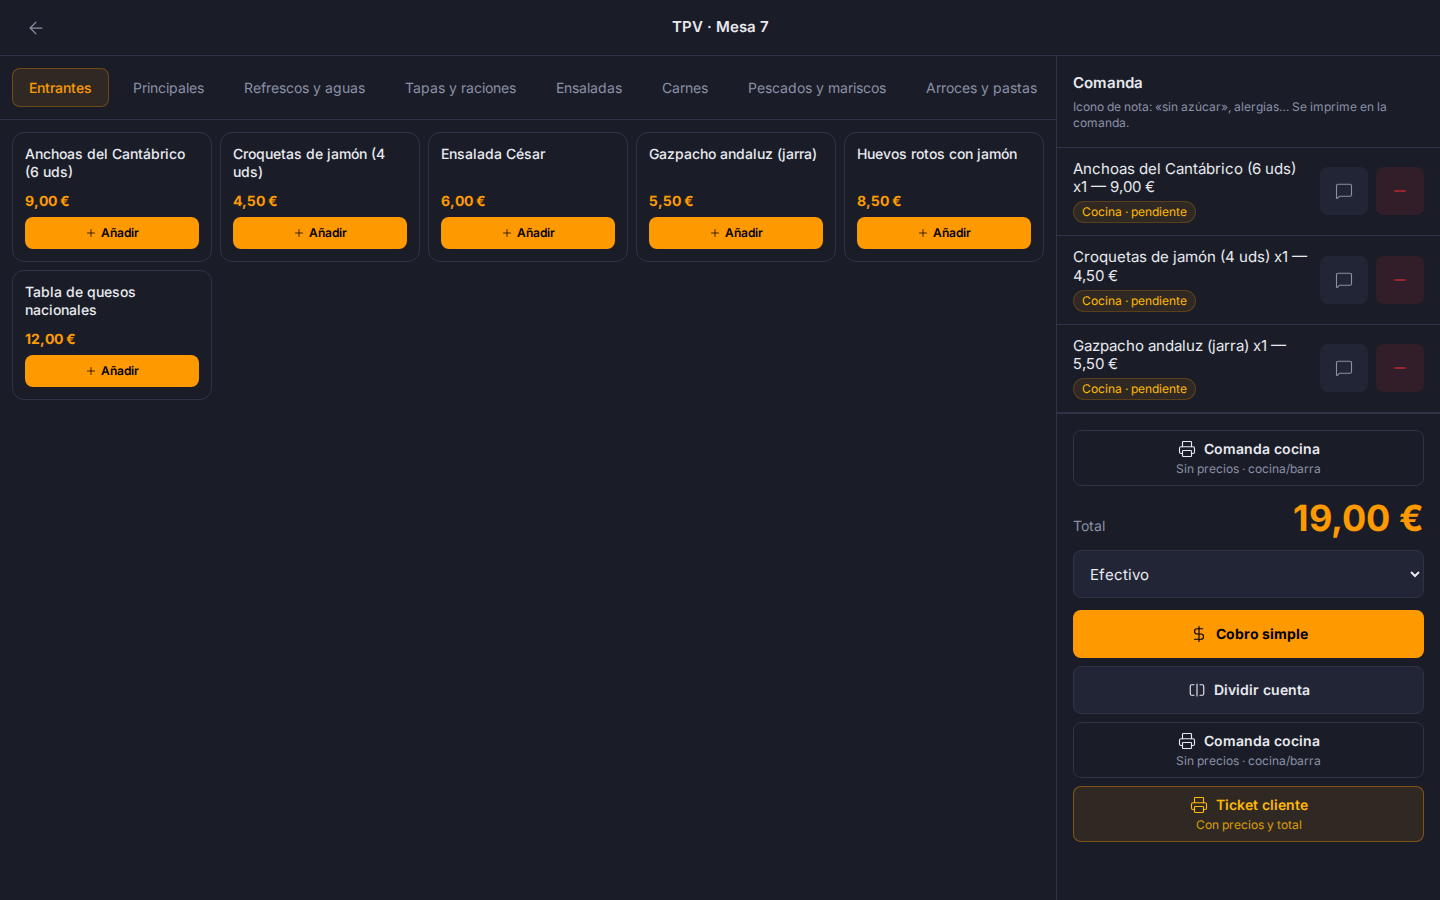 TPV · Mesa 7
Entrantes
Principales
Refrescos y aguas
Tapas y raciones
Ensaladas
Carnes
Pescados y mariscos
Arroces y pastas
Anchoas del Cantábrico
(6 uds)
9,00 €
+ Añadir
Croquetas de jamón (4
uds)
4,50 €
+ Añadir
Ensalada César
6,00 €
+ Añadir
Gazpacho andaluz (jarra)
5,50 €
+ Añadir
Huevos rotos con jamón
8,50 €
+ Añadir
Tabla de quesos
nacionales
12,00 €
+ Añadir
Comanda
Icono de nota: «sin azúcar», alergias... Se imprime en la
comanda.
Anchoas del Cantábrico (6 uds)
x1 — 9,00 €
Cocina · pendiente
Croquetas de jamón (4 uds) x1 —
4,50 €
Cocina · pendiente
Gazpacho andaluz (jarra) x1 —
5,50 €
Cocina · pendiente
Comanda cocina
Sin precios · cocina/barra
Total
19,00 €
Efectivo
$ Cobro simple
Dividir cuenta
Comanda cocina
Sin precios · cocina/barra
Ticket cliente
Con precios y total